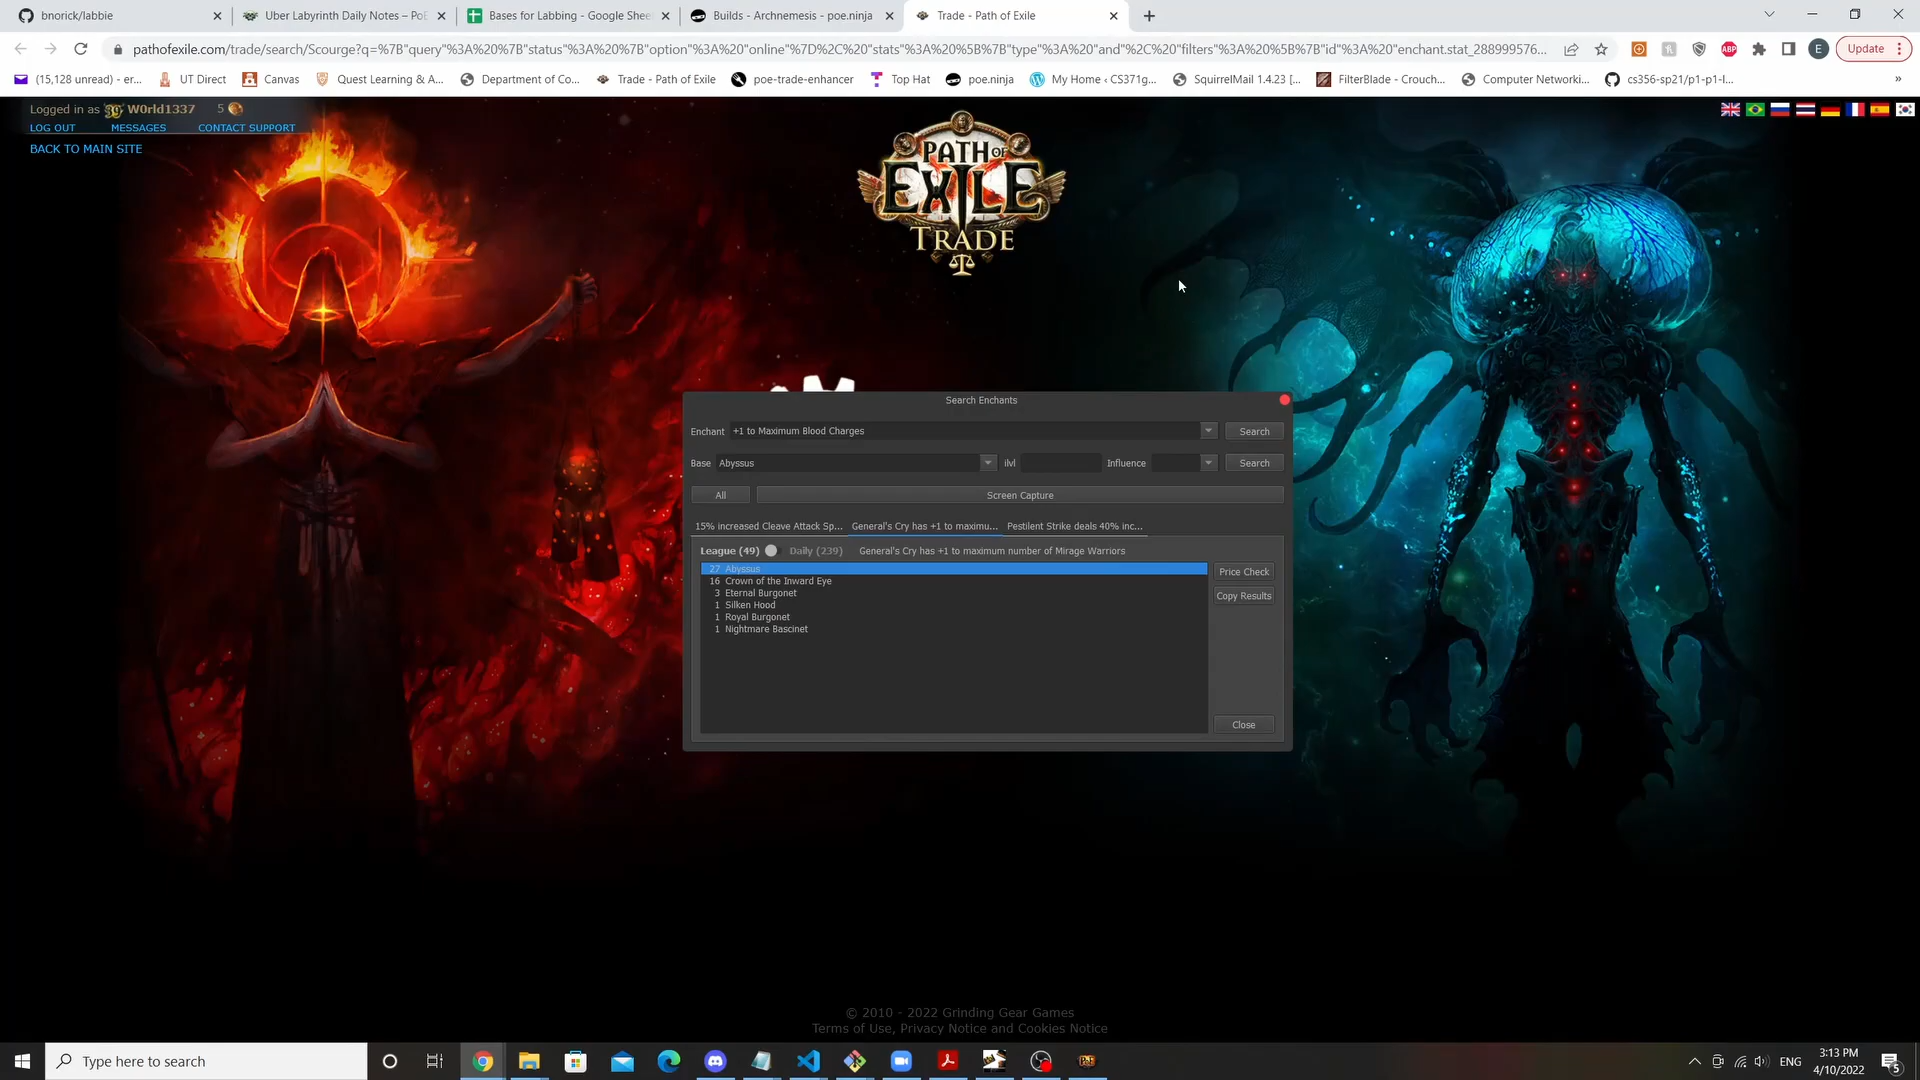 bnorick/labbie
Uber Labyrinth Daily Notes – PoE
Bases for Labbing - Google Shee
Builds - Archnemesis - poe.ninja
Trade - Path of Exile
pathofexile.com/trade/search/Scourge?q=%7B"query"%3A%20%7B"status"%3A%20%7B"option"%3A%20"online"%7D%2C%20"stats"%3A%20%5B%7B"type"%3A%20"and"%2C%20"filters"%3A%20%5B%7B"id"%3A%20"enchant.stat_288999576...
ABP
E
Update
(15,128 unread) - er...
UT Direct
Canvas
Quest Learning & A...
Department of Co...
Trade - Path of Exile
poe-trade-enhancer
Top Hat
poe.ninja
My Home ‹ CS371g...
SquirrelMail 1.4.23 [...
FilterBlade - Crouch...
Computer Networki...
cs356-sp21/p1-p1-l...
»
Logged in as W0rld1337 5
LOG OUT MESSAGES CONTACT SUPPORT
BACK TO MAIN SITE
PATH OF
EXILE
TRADE
Search Enchants
Enchant +1 to Maximum Blood Charges Search
Base Abyssus ilvl Influence Search
All Screen Capture
15% increased Cleave Attack Sp... General's Cry has +1 to maximu... Pestilent Strike deals 40% inc...
League (49) Daily (239) General's Cry has +1 to maximum number of Mirage Warriors
27 Abyssus
16 Crown of the Inward Eye
3 Eternal Burgonet
1 Silken Hood
1 Royal Burgonet
1 Nightmare Bascinet
Price Check
Copy Results
Close
© 2010 - 2022 Grinding Gear Games
Terms of Use, Privacy Notice and Cookies Notice
Type here to search
ENG
3:13 PM
4/10/2022
5